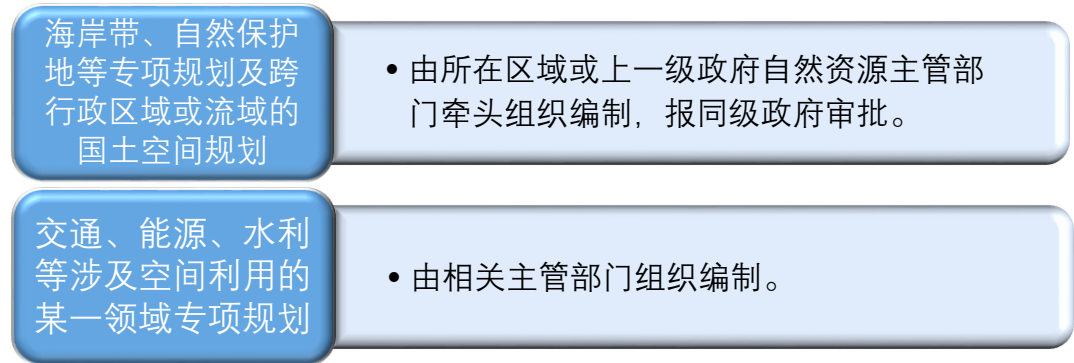 海岸带、自然保护
地等专项规划及跨
行政区域或流域的
国土空间规划
•由所在区域或上一级政府自然资源主管部
门牵头组织编制，报同级政府审批。
交通、能源、水利
等涉及空间利用的
某一领域专项规划
•由相关主管部门组织编制。